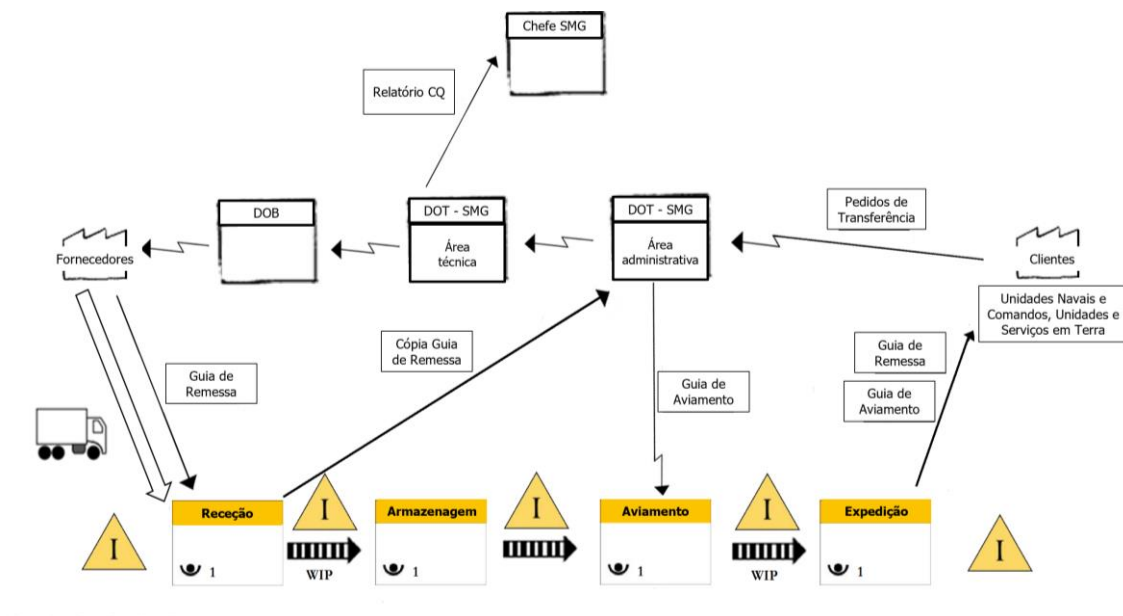 Chefe SMG
Relatório CQ
DOB
DOT - SMG
Área
técnica
DOT - SMG
Área
administrativa
Pedidos de
Transferência
Fornecedores
Clientes
Unidades Navais e
Comandos, Unidades e
Serviços em Terra
Guia de
Remessa
Cópia Guia
de Remessa
Guia de
Aviamento
Guia de
Remessa
Guia de
Aviamento
I
Receção
1
I
WIP
Armazenagem
1
I
Aviamento
1
I
WIP
Expedição
1
I